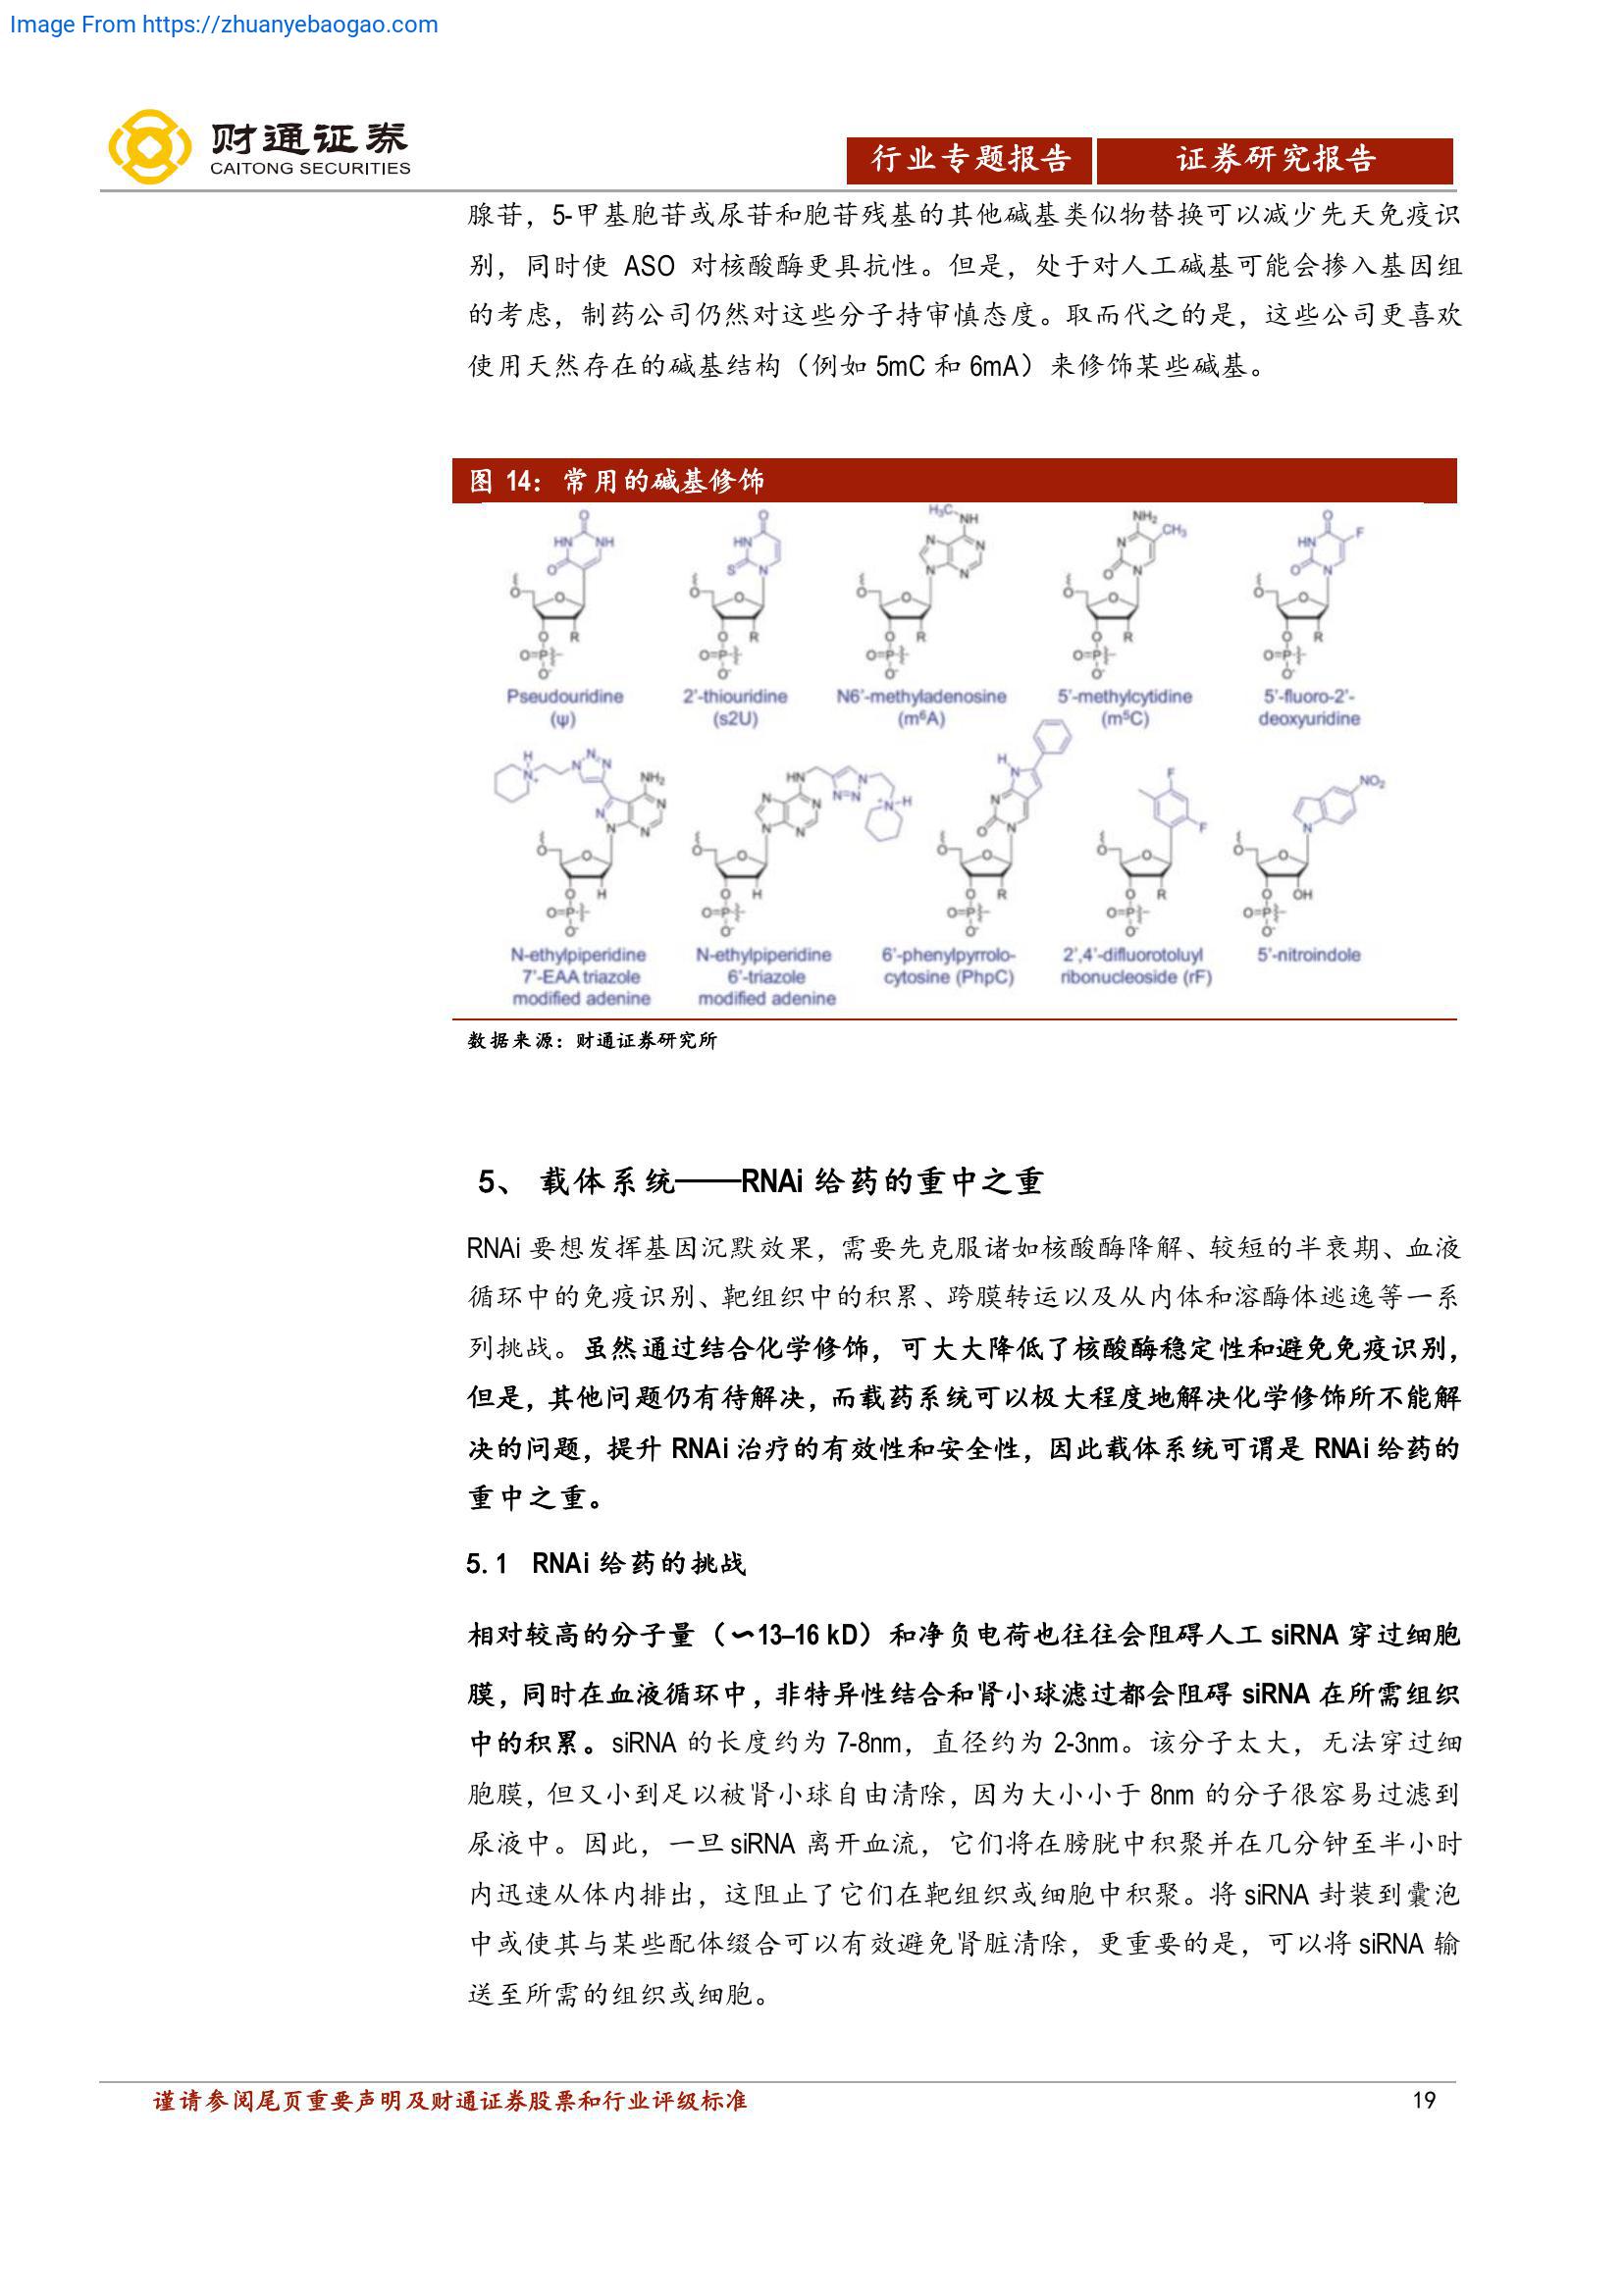 Image From https://zhuanyebaogao.com
财通证券
CAITONG SECURITIES
行业专题报告
证券研究报告
腺苷，5-甲基胞苷或尿苷和胞苷残基的其他碱基类似物替换可以减少先天免疫识
别，同时使 ASO 对核酸酶更具抗性。但是，处于对人工碱基可能会掺入基因组
的考虑，制药公司仍然对这些分子持审慎态度。取而代之的是，这些公司更喜欢
使用天然存在的碱基结构（例如 5mC 和 6mA）来修饰某些碱基。
图 14：常用的碱基修饰
Pseudouridine
(ψ)
2'-thiouridine
(s2U)
N6'-methyladenosine
(m⁶A)
5'-methylcytidine
(m⁵C)
5'-fluoro-2'-
deoxyuridine
N-ethylpiperidine
7'-EAA triazole
modified adenine
N-ethylpiperidine
6'-triazole
modified adenine
6'-phenylpyrrolo-
cytosine (PhpC)
2',4'-difluorotoluyl
ribonucleoside (rF)
5'-nitroindole
数据来源：财通证券研究所
5、 载体系统——RNAi 给药的重中之重
RNAi 要想发挥基因沉默效果，需要先克服诸如核酸酶降解、较短的半衰期、血液
循环中的免疫识别、靶组织中的积累、跨膜转运以及从内体和溶酶体逃逸等一系
列挑战。虽然通过结合化学修饰，可大大降低了核酸酶稳定性和避免免疫识别，
但是，其他问题仍有待解决，而载药系统可以极大程度地解决化学修饰所不能解
决的问题，提升 RNAi 治疗的有效性和安全性，因此载体系统可谓是 RNAi 给药的
重中之重。
5.1 RNAi 给药的挑战
相对较高的分子量（〜13–16 kD）和净负电荷也往往会阻碍人工 siRNA 穿过细胞
膜，同时在血液循环中，非特异性结合和肾小球滤过都会阻碍 siRNA 在所需组织
中的积累。siRNA 的长度约为 7-8nm，直径约为 2-3nm。该分子太大，无法穿过细
胞膜，但又小到足以被肾小球自由清除，因为大小小于 8nm 的分子很容易过滤到
尿液中。因此，一旦 siRNA 离开血流，它们将在膀胱中积聚并在几分钟至半小时
内迅速从体内排出，这阻止了它们在靶组织或细胞中积聚。将 siRNA 封装到囊泡
中或使其与某些配体缀合可以有效避免肾脏清除，更重要的是，可以将 siRNA 输
送至所需的组织或细胞。
谨请参阅尾页重要声明及财通证券股票和行业评级标准
19